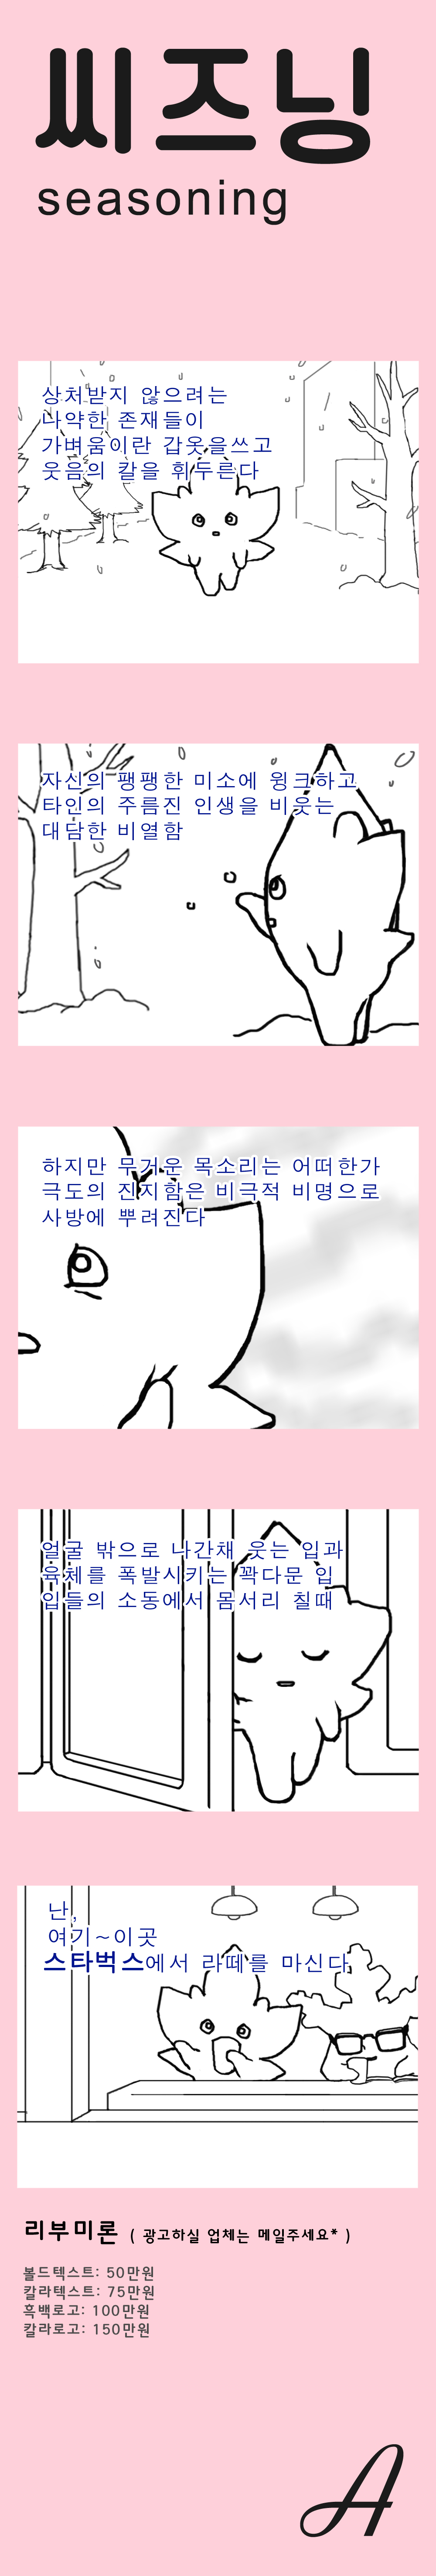 씨즈닝
seasoning
상처받지 않으려는
나약한 존재들이
가벼움이란 갑옷을쓰고
웃음의 칼을 휘두른다
자신의 팽팽한 미소에 윙크하고
타인의 주름진 인생을 비웃는
대담한 비열함
하지만 무거운 목소리는 어떠한가
극도의 진지함은 비극적 비명으로
사방에 뿌려진다
얼굴 밖으로 나간채 웃는 입과
육체를 폭발시키는 꽉다문 입
입들의 소동에서 몸서리 칠때
난,
여기~이곳
스타벅스에서 라떼를 마신다
리부미론 ( 광고하실 업체는 메일주세요* )
볼드텍스트: 50만원
칼라텍스트: 75만원
흑백로고: 100만원
칼라로고: 150만원
A